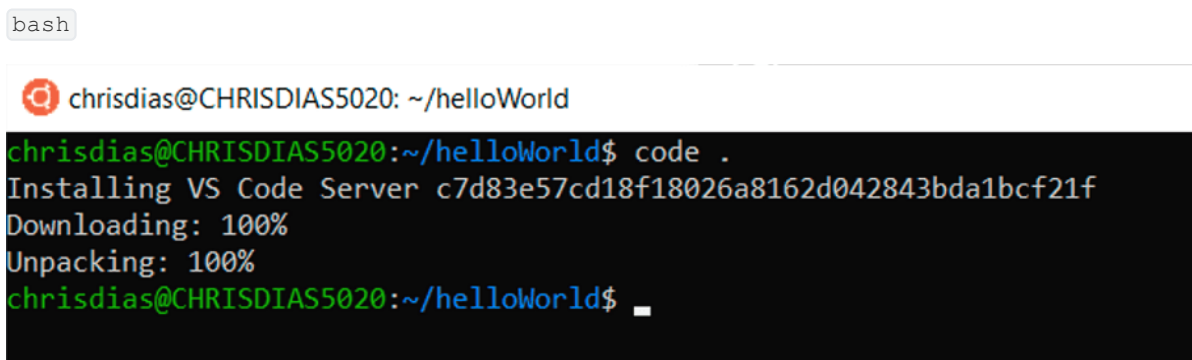 bash
chrisdias@CHRISDIAS5020: ~/helloWorld
chrisdias@CHRISDIAS5020:~/helloWorld$ code .
Installing VS Code Server c7d83e57cd18f18026a8162d042843bda1bcf21f
Downloading: 100%
Unpacking: 100%
chrisdias@CHRISDIAS5020:~/helloWorld$